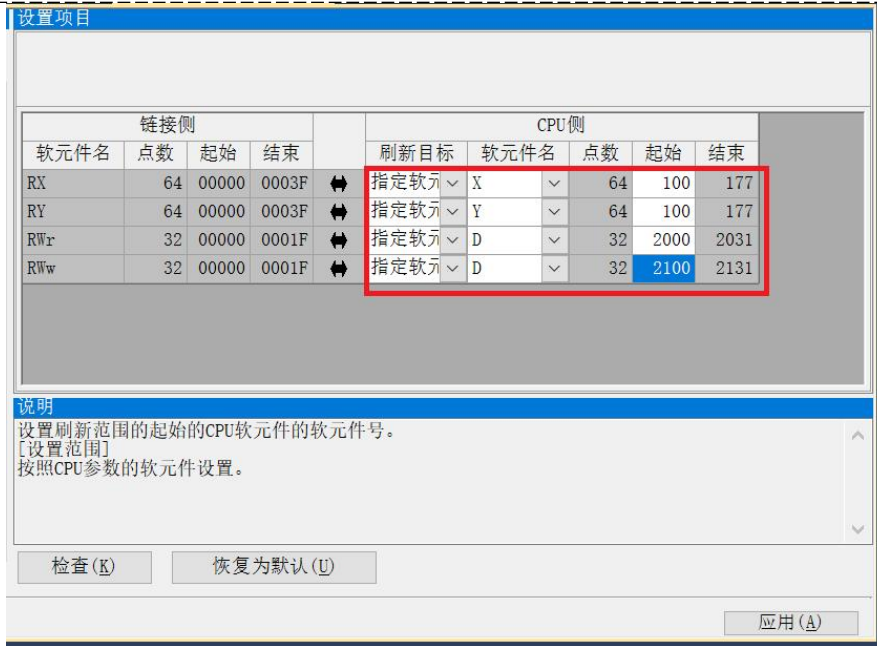 设置项目
链接侧 CPU侧
软元件名 点数 起始 结束 刷新目标 软元件名 点数 起始 结束
RX 64 00000 0003F 指定软元 X 64 100 177
RY 64 00000 0003F 指定软元 Y 64 100 177
RWr 32 00000 0001F 指定软元 D 32 2000 2031
RWw 32 00000 0001F 指定软元 D 32 2100 2131
说明
设置刷新范围的起始的CPU软元件的软元件号。
[设置范围]
按照CPU参数的软元件设置。
检查(K) 恢复为默认(U)
应用(A)